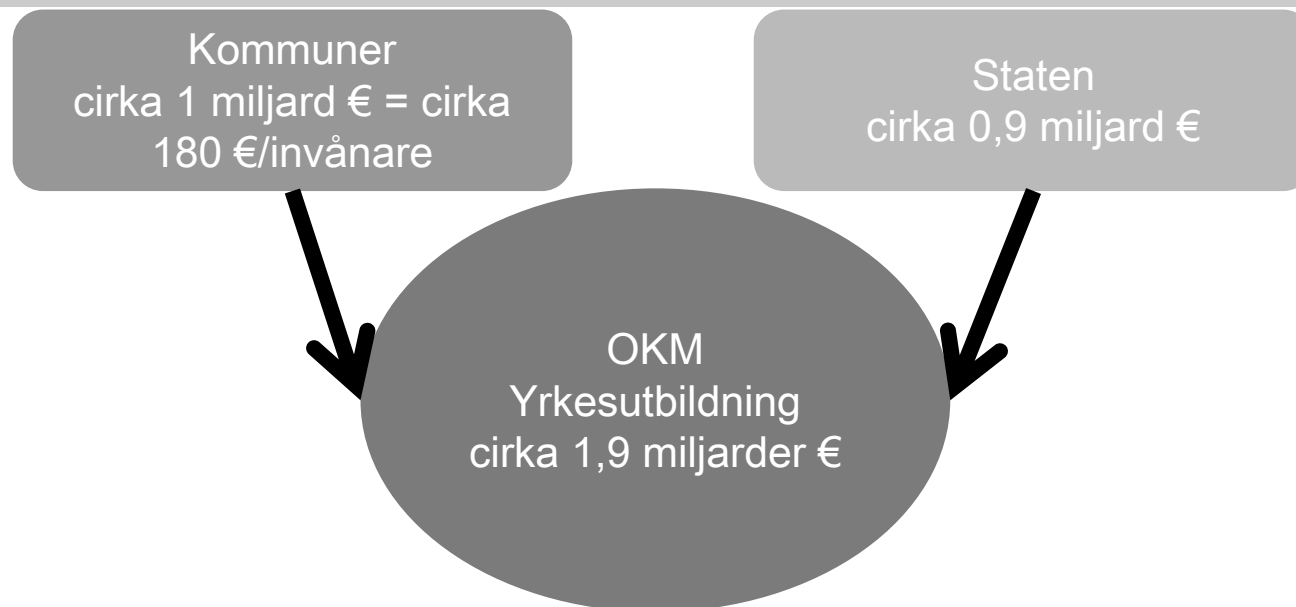 Kommuner
cirka 1 miljard € = cirka
180 €/invånare
Staten
cirka 0,9 miljard €
OKM
Yrkesutbildning
cirka 1,9 miljarder €